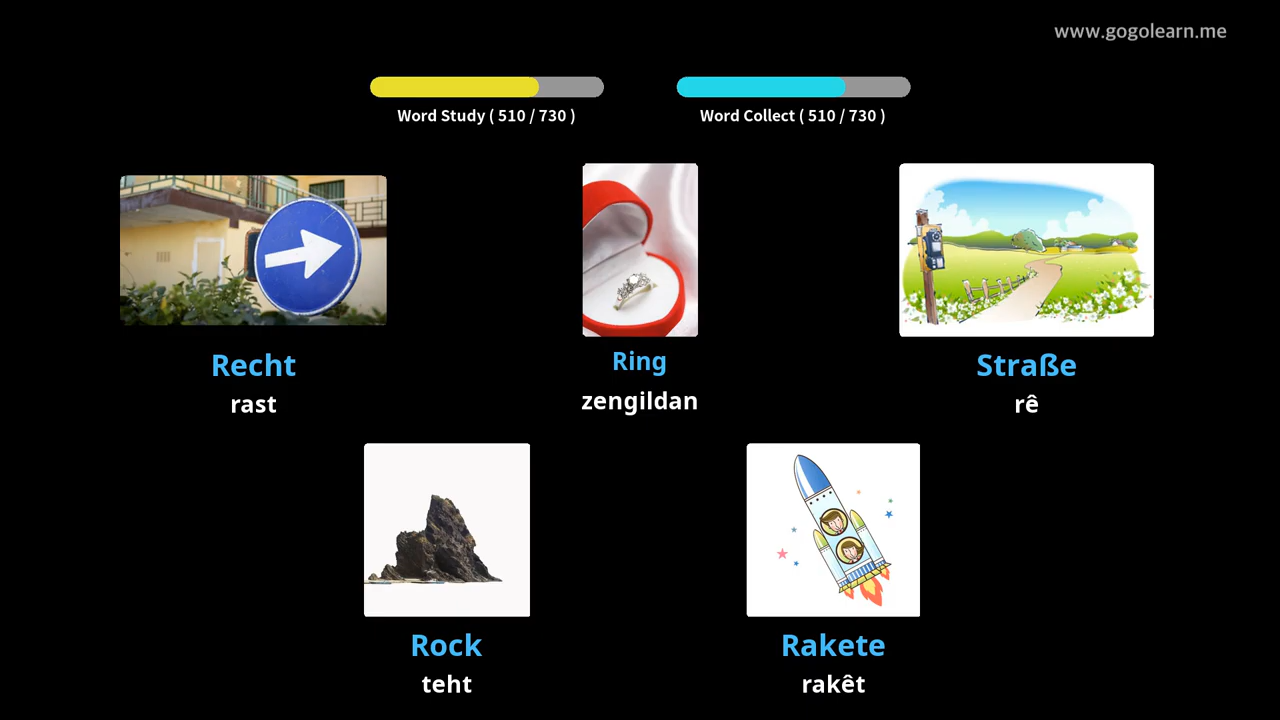 www.gogolearn.me
Word Study ( 510 / 730 )
Word Collect ( 510 / 730 )
Recht
rast
Ring
zengildan
Straße
rê
Rock
teht
Rakete
rakêt